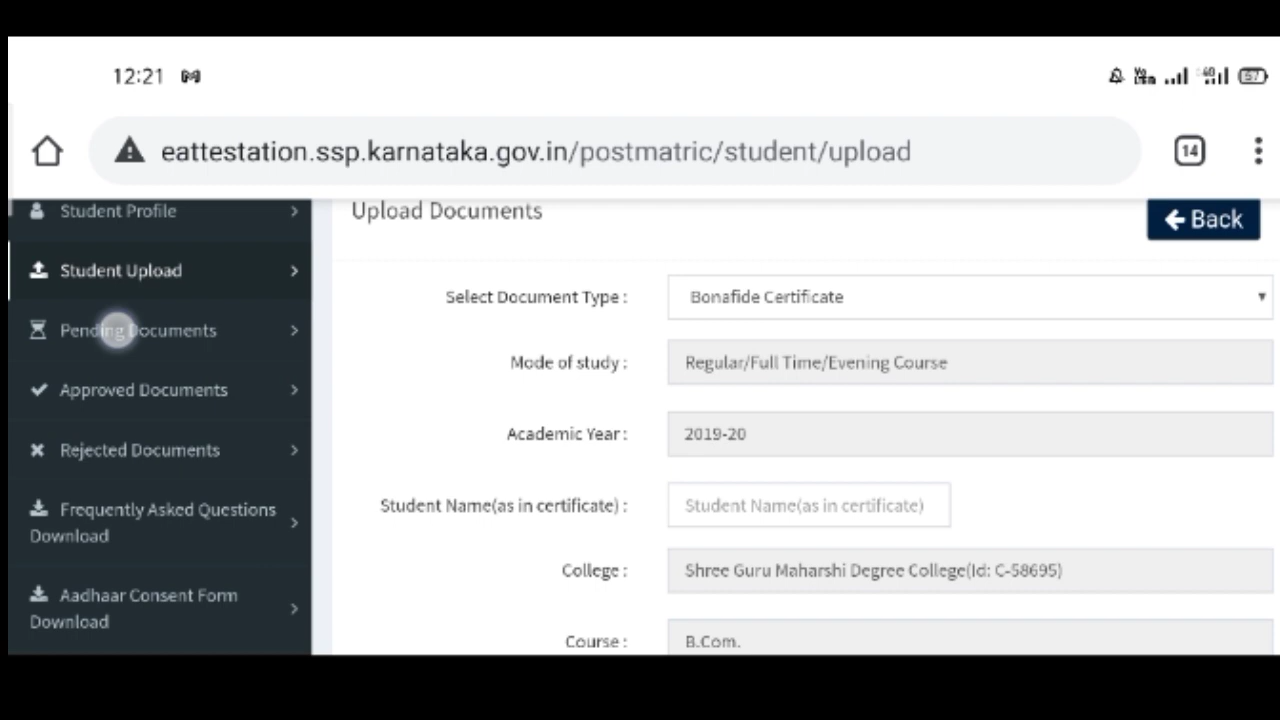 12:21
57
eattestation.ssp.karnataka.gov.in/postmatric/student/upload
14
Student Profile
Student Upload
Pending Documents
Approved Documents
Rejected Documents
Frequently Asked Questions
Download
Aadhaar Consent Form
Download
Upload Documents
Back
Select Document Type :
Bonafide Certificate
Mode of study :
Regular/Full Time/Evening Course
Academic Year :
2019-20
Student Name(as in certificate) :
Student Name(as in certificate)
College :
Shree Guru Maharshi Degree College(Id: C-58695)
Course :
B.Com.